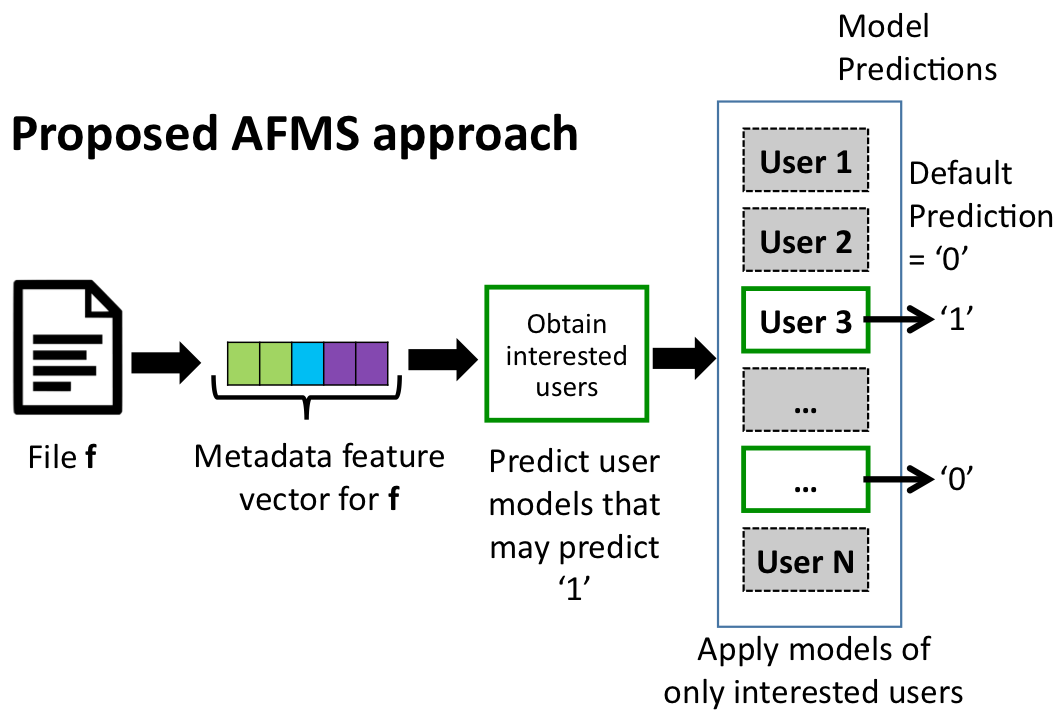 Proposed AFMS approach
File f
Metadata feature
vector for f
Obtain
interested
users
Predict user
models that
may predict
‘1’
Model
Predictions
User 1
User 2
User 3
...
...
User N
Default
Prediction
= ‘0’
‘1’
‘0’
Apply models of
only interested users